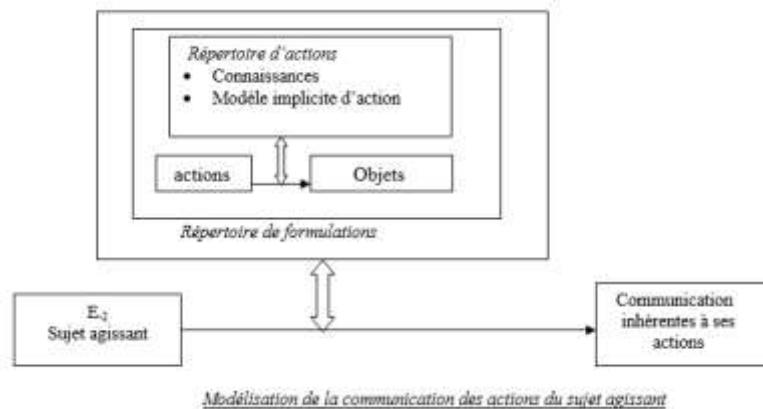 Répertoire d’actions
• Connaissances
• Modèle implicite d’action
actions
Objets
Répertoire de formulations
E-2
Sujet agissant
Communication
inhérentes à ses
actions
Modélisation de la communication des actions du sujet agissant